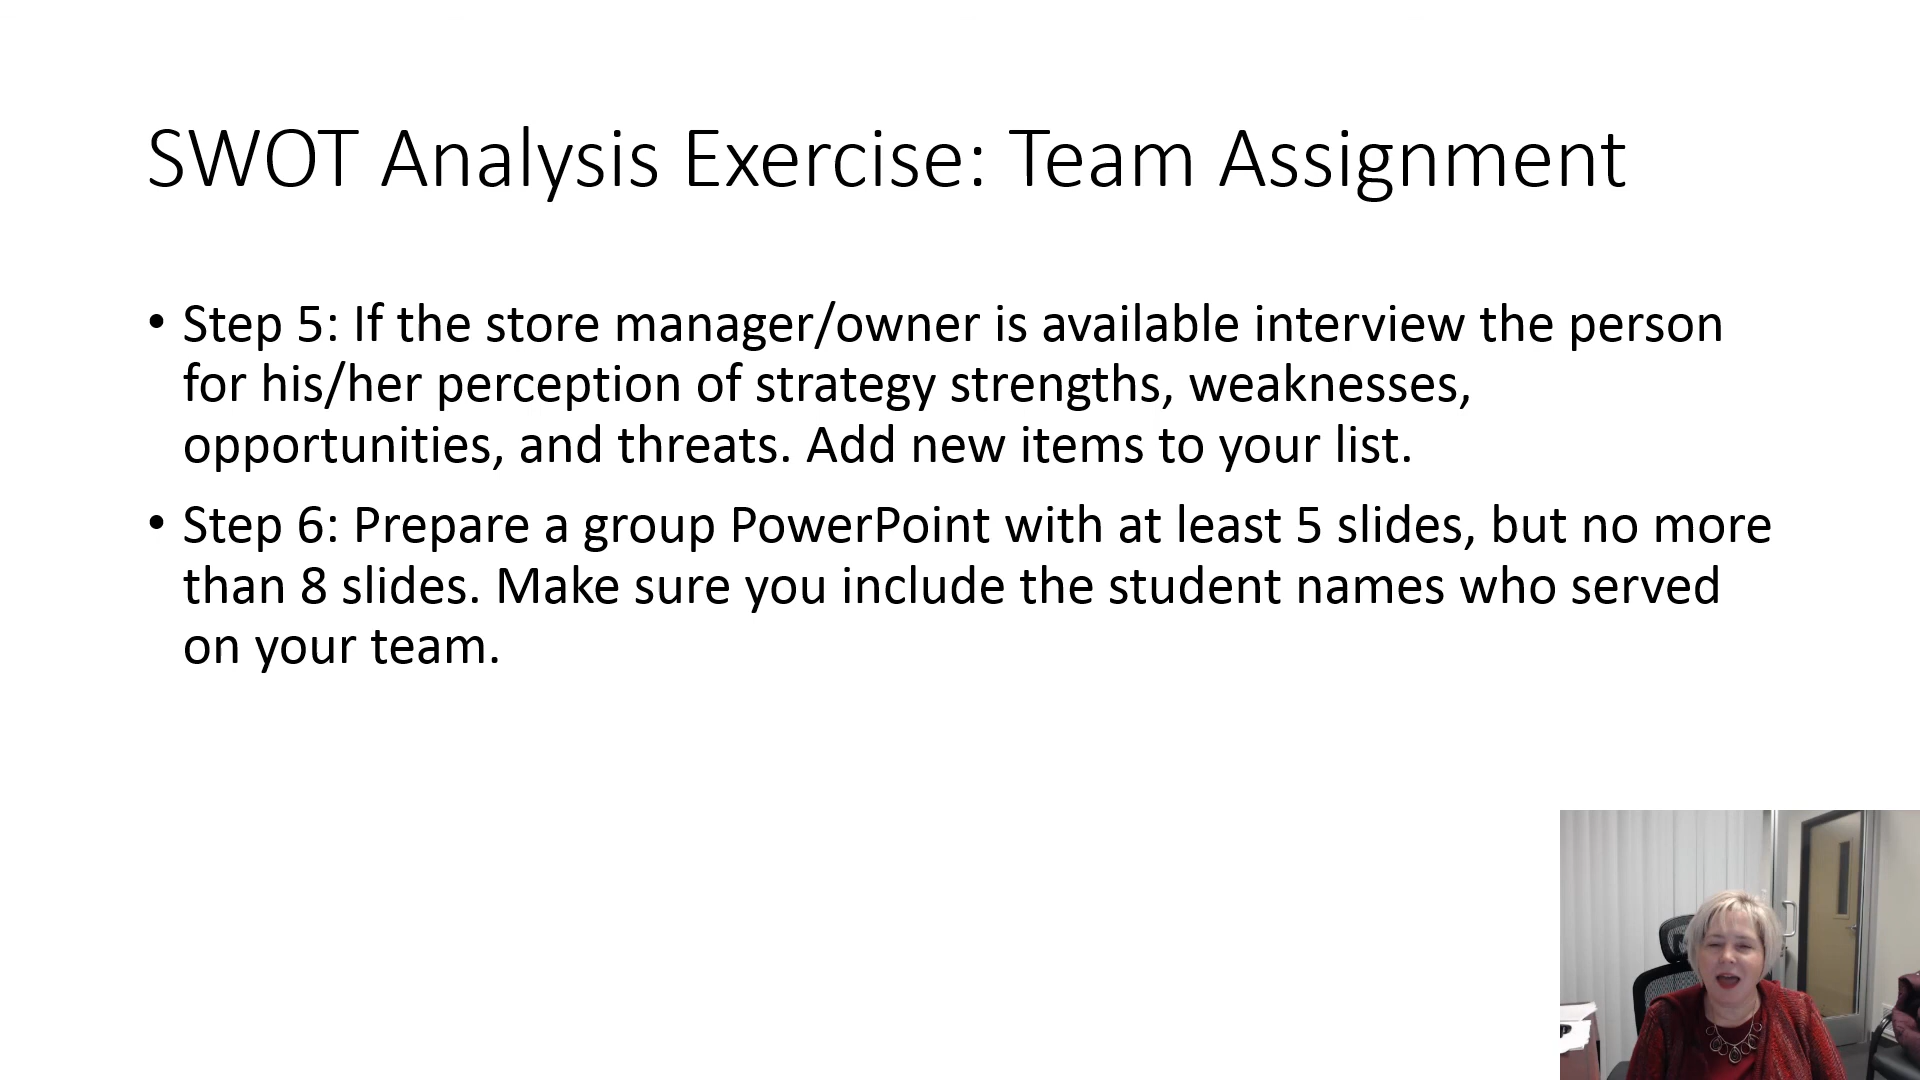 SWOT Analysis Exercise: Team Assignment
• Step 5: If the store manager/owner is available interview the person
for his/her perception of strategy strengths, weaknesses,
opportunities, and threats. Add new items to your list.
• Step 6: Prepare a group PowerPoint with at least 5 slides, but no more
than 8 slides. Make sure you include the student names who served
on your team.